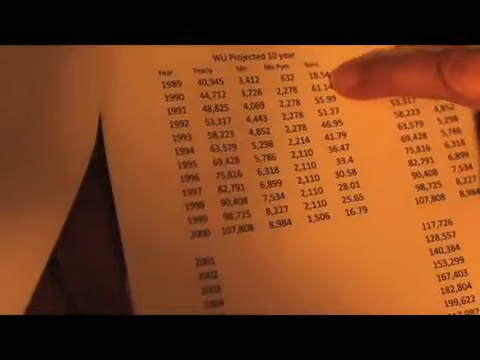 WU Projected 10 year
Year Yearly Mn Mn Pym
1989 40,945 3,412 632 18.54
1990 44,712 3,726 2,278 61.14
1991 48,825 4,069 2,278 55.99
1992 53,317 4,443 2,278 51.27 53,317
1993 58,223 4,852 2,278 46.95 58,223 4,852
1994 63,579 5,298 2,214 41.79 63,579 5,298
1995 69,428 5,786 2,110 36.47 69,428 5,786
1996 75,816 6,318 2,110 33.4 75,816 6,318
1997 82,791 6,899 2,110 30.58 82,791 6,899
1998 90,408 7,534 2,110 28.01 90,408 7,534
1999 98,725 8,227 2,110 25.65 98,725 8,227
2000 107,808 8,984 1,506 16.79 107,808 8,984
2001 117,726
2002 128,557
2003 140,384
2004 153,299
167,403
182,804
199,622